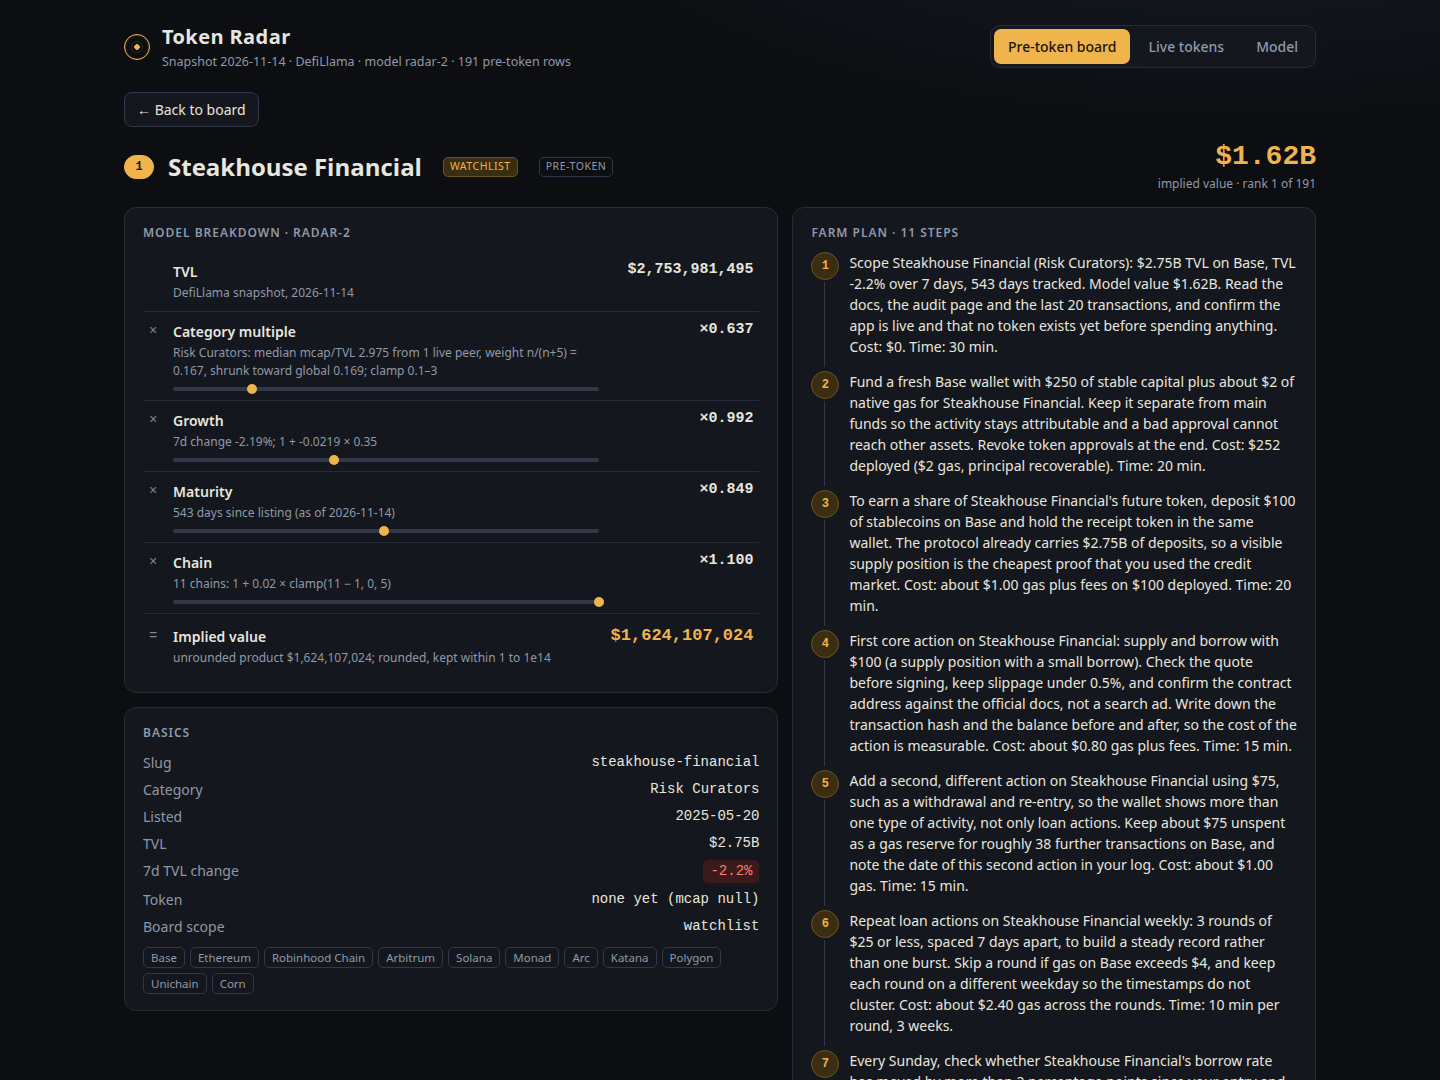 Token Radar
Snapshot 2026-11-14 · DefiLlama · model radar-2 · 191 pre-token rows
Pre-token board
Live tokens
Model
← Back to board
1
Steakhouse Financial
WATCHLIST
PRE-TOKEN
$1.62B
implied value · rank 1 of 191
MODEL BREAKDOWN · RADAR-2
TVL
$2,753,981,495
DefiLlama snapshot, 2026-11-14
×
Category multiple
×0.637
Risk Curators: median mcap/TVL 2.975 from 1 live peer, weight n/(n+5) =
0.167, shrunk toward global 0.169; clamp 0.1–3
×
Growth
×0.992
7d change -2.19%; 1 + -0.0219 × 0.35
×
Maturity
×0.849
543 days since listing (as of 2026-11-14)
×
Chain
×1.100
11 chains: 1 + 0.02 × clamp(11 − 1, 0, 5)
=
Implied value
$1,624,107,024
unrounded product $1,624,107,024; rounded, kept within 1 to 1e14
BASICS
Slug
steakhouse-financial
Category
Risk Curators
Listed
2025-05-20
TVL
$2.75B
7d TVL change
-2.2%
Token
none yet (mcap null)
Board scope
watchlist
Base
Ethereum
Robinhood Chain
Arbitrum
Solana
Monad
Arc
Katana
Polygon
Unichain
Corn
FARM PLAN · 11 STEPS
1
Scope Steakhouse Financial (Risk Curators): $2.75B TVL on Base, TVL
-2.2% over 7 days, 543 days tracked. Model value $1.62B. Read the
docs, the audit page and the last 20 transactions, and confirm the
app is live and that no token exists yet before spending anything.
Cost: $0. Time: 30 min.
2
Fund a fresh Base wallet with $250 of stable capital plus about $2 of
native gas for Steakhouse Financial. Keep it separate from main
funds so the activity stays attributable and a bad approval cannot
reach other assets. Revoke token approvals at the end. Cost: $252
deployed ($2 gas, principal recoverable). Time: 20 min.
3
To earn a share of Steakhouse Financial's future token, deposit $100
of stablecoins on Base and hold the receipt token in the same
wallet. The protocol already carries $2.75B of deposits, so a visible
supply position is the cheapest proof that you used the credit
market. Cost: about $1.00 gas plus fees on $100 deployed. Time: 20
min.
4
First core action on Steakhouse Financial: supply and borrow with
$100 (a supply position with a small borrow). Check the quote
before signing, keep slippage under 0.5%, and confirm the contract
address against the official docs, not a search ad. Write down the
transaction hash and the balance before and after, so the cost of the
action is measurable. Cost: about $0.80 gas plus fees. Time: 15 min.
5
Add a second, different action on Steakhouse Financial using $75,
such as a withdrawal and re-entry, so the wallet shows more than
one type of activity, not only loan actions. Keep about $75 unspent
as a gas reserve for roughly 38 further transactions on Base, and
note the date of this second action in your log. Cost: about $1.00
gas. Time: 15 min.
6
Repeat loan actions on Steakhouse Financial weekly: 3 rounds of
$25 or less, spaced 7 days apart, to build a steady record rather
than one burst. Skip a round if gas on Base exceeds $4, and keep
each round on a different weekday so the timestamps do not
cluster. Cost: about $2.40 gas across the rounds. Time: 10 min per
round, 3 weeks.
7
Every Sunday, check whether Steakhouse Financial's borrow rate
has moved by more than 2 percentage points since your entry and